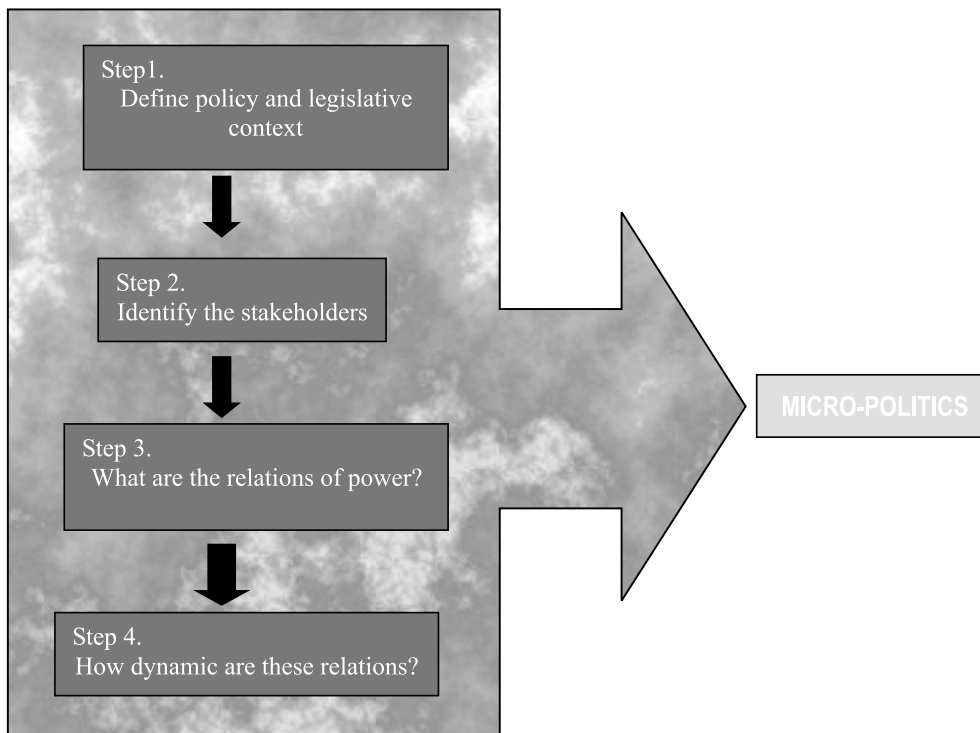 Step1.
Define policy and legislative
context
Step 2.
Identify the stakeholders
Step 3.
What are the relations of power?
Step 4.
How dynamic are these relations?
MICRO-POLITICS